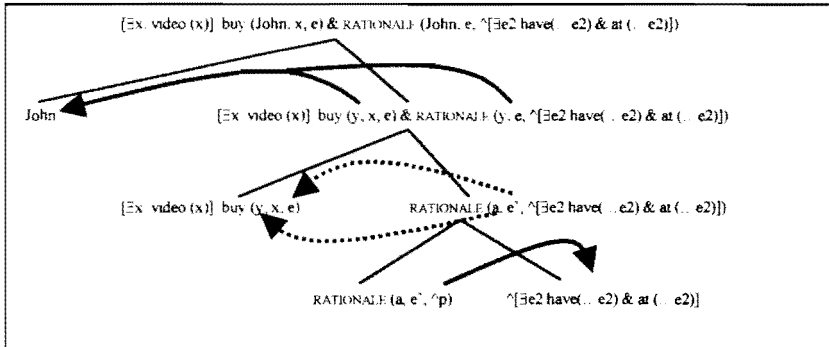 [∃x. video (x)] buy (John, x, e) & RATIONALE (John, e, ^[∃e2 have(.. e2) & at (.. e2)])
John [∃x video (x)] buy (y, x, e) & RATIONALE (y, e, ^[∃e2 have(.. e2) & at (.. e2)])
[∃x video (x)] buy (y, x, e) RATIONALE (a, e`, ^[∃e2 have(.. e2) & at (.. e2)])
RATIONALE (a, e`, ^p) ^[∃e2 have(.. e2) & at (.. e2)]